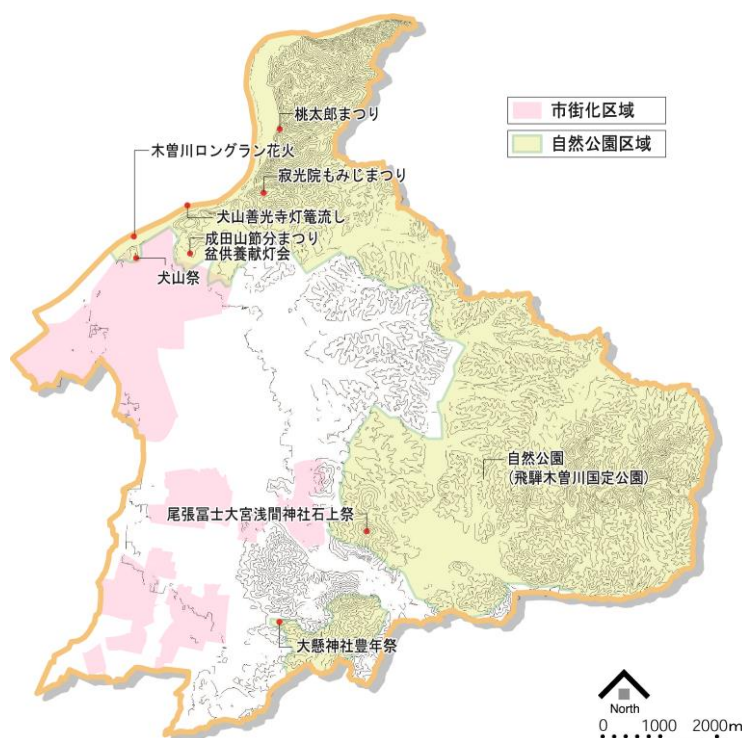 市街化区域
自然公園区域
桃太郎まつり
木曽川ロングラン花火
寂光院もみじまつり
犬山善光寺灯篭流し
成田山節分まつり
盆供養献灯会
犬山祭
自然公園
(飛騨木曽川国定公園)
尾張冨士大宮浅間神社石上祭
大縣神社豊年祭
North
0 1000 2000m